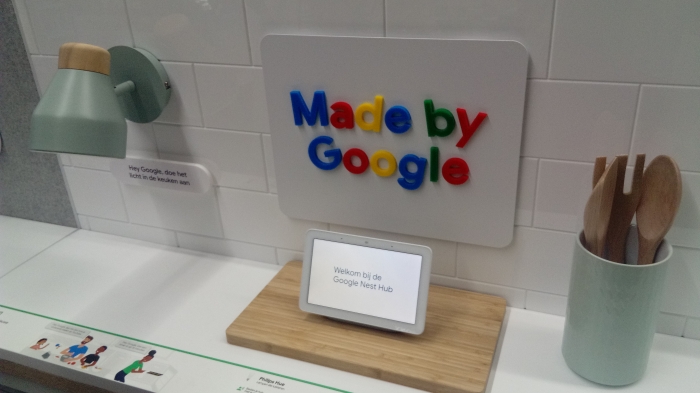 Made by
Google
Hey Google, doe het
licht in de keuken aan
Welkom bij de
Google Nest Hub
Philips Hue